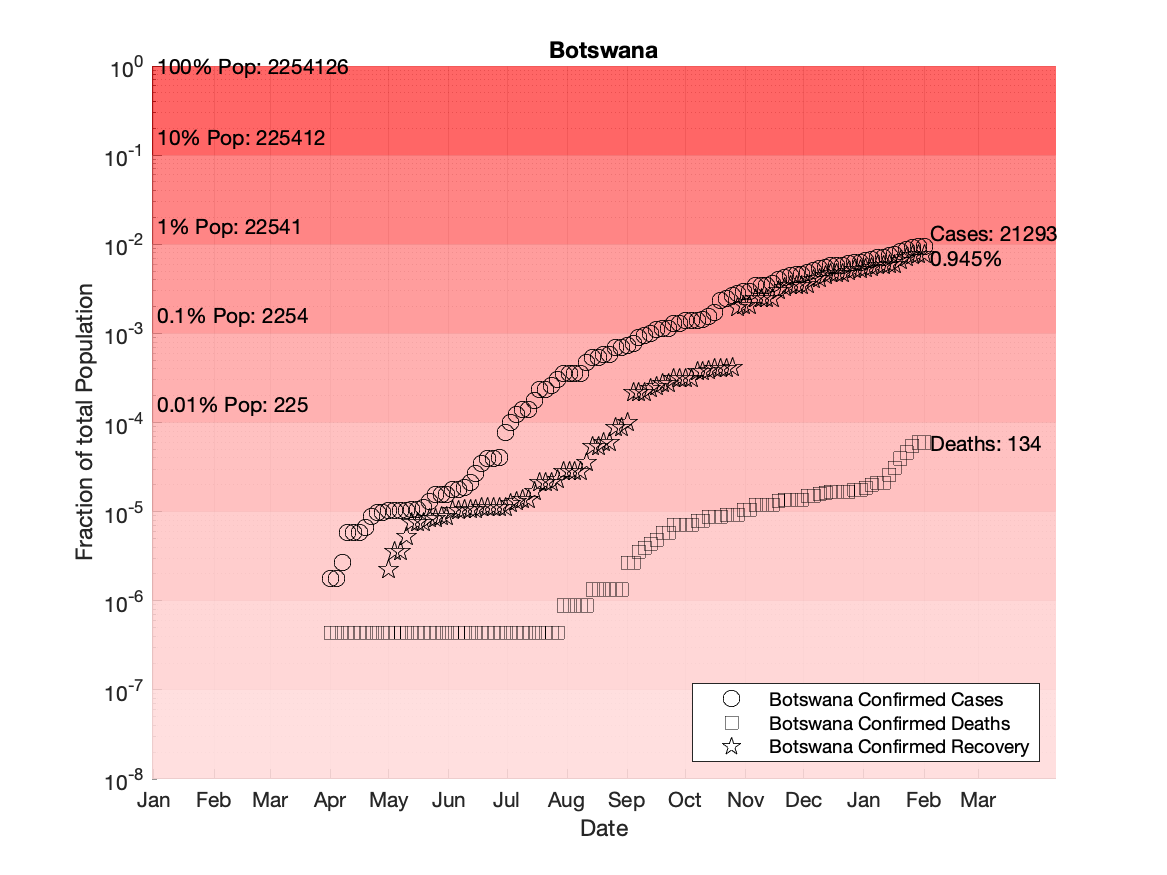 Botswana
10^0
100% Pop: 2254126
10% Pop: 225412
10^-1
1% Pop: 22541
10^-2
Cases: 21293
0.945%
0.1% Pop: 2254
10^-3
0.01% Pop: 225
10^-4
Deaths: 134
10^-5
10^-6
10^-7
10^-8
Fraction of total Population
Botswana Confirmed Cases
Botswana Confirmed Deaths
Botswana Confirmed Recovery
Jan Feb Mar Apr May Jun Jul Aug Sep Oct Nov Dec Jan Feb Mar
Date